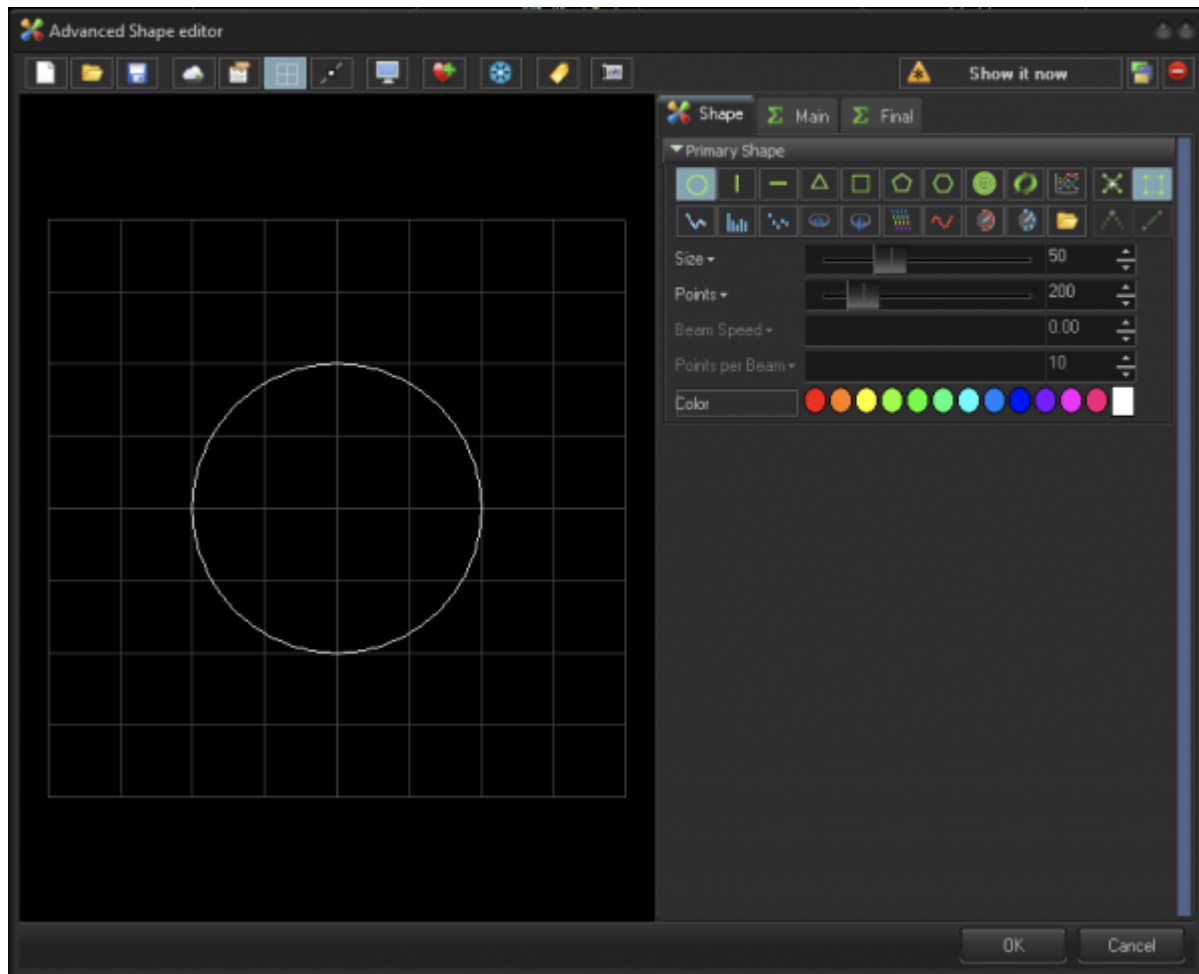 Advanced Shape editor
Show it now
Shape Main Final
Primary Shape
Size 50
Points 200
Beam Speed 0.00
Points per Beam 10
Color
OK Cancel